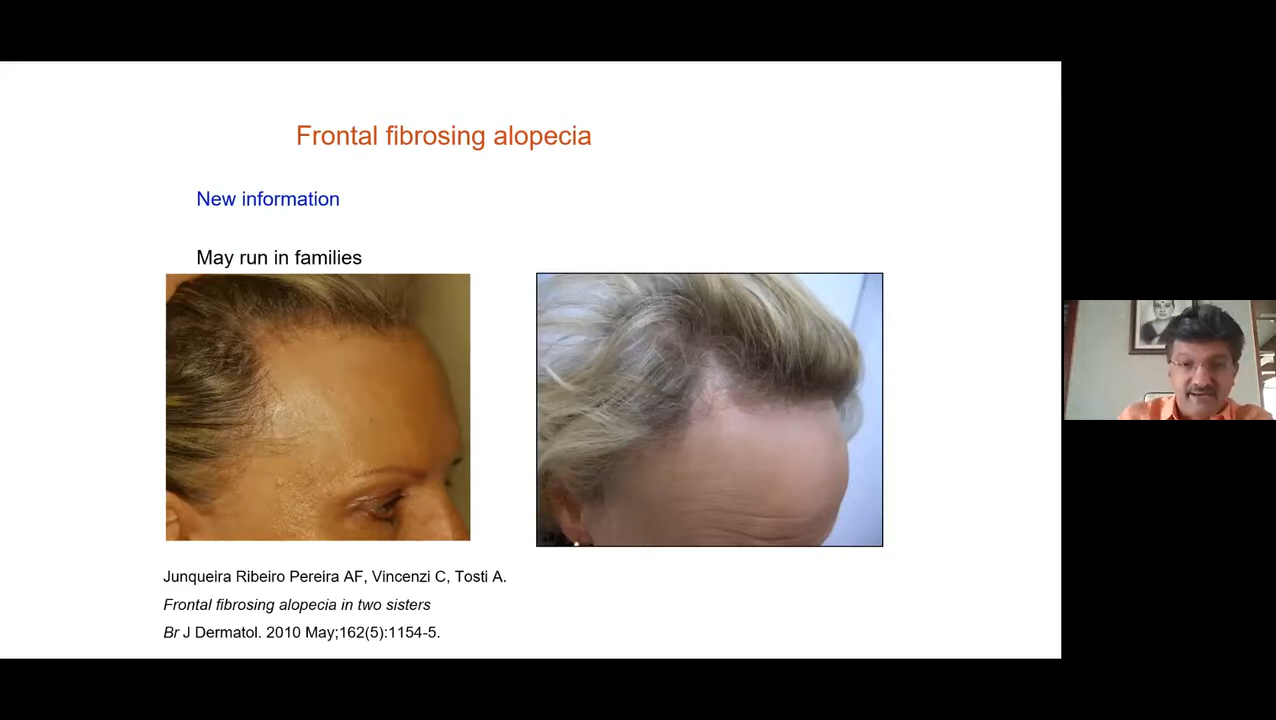 Frontal fibrosing alopecia
New information
May run in families
Junqueira Ribeiro Pereira AF, Vincenzi C, Tosti A.
Frontal fibrosing alopecia in two sisters
Br J Dermatol. 2010 May;162(5):1154-5.